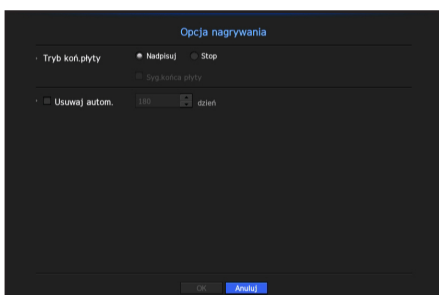 Opcja nagrywania
Tryb koń.płyty Nadpisuj Stop
Syg.końca płyty
Usuwaj autom. 180 dzień
OK Anuluj